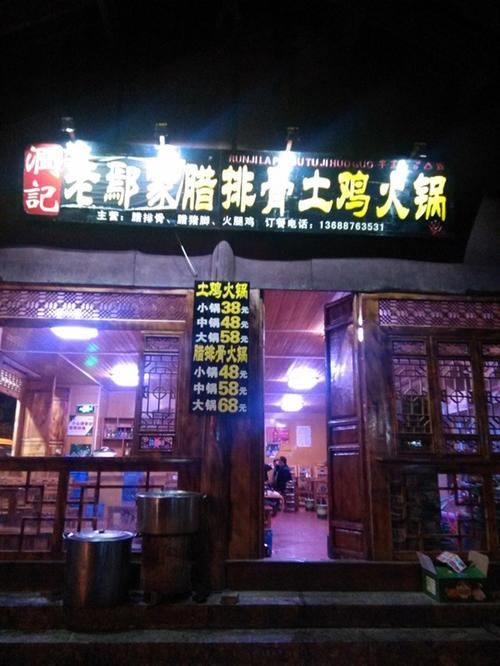 润記
老鄢家腊排骨土鸡火锅
RUNJILAP
TUJIHUOGUO
主营：腊排骨、腊猪脚、火腿鸡 订餐电话：13688763531
土鸡火锅
小锅38元
中锅48元
大锅58元
腊排骨火锅
小锅48元
中锅58元
大锅68元